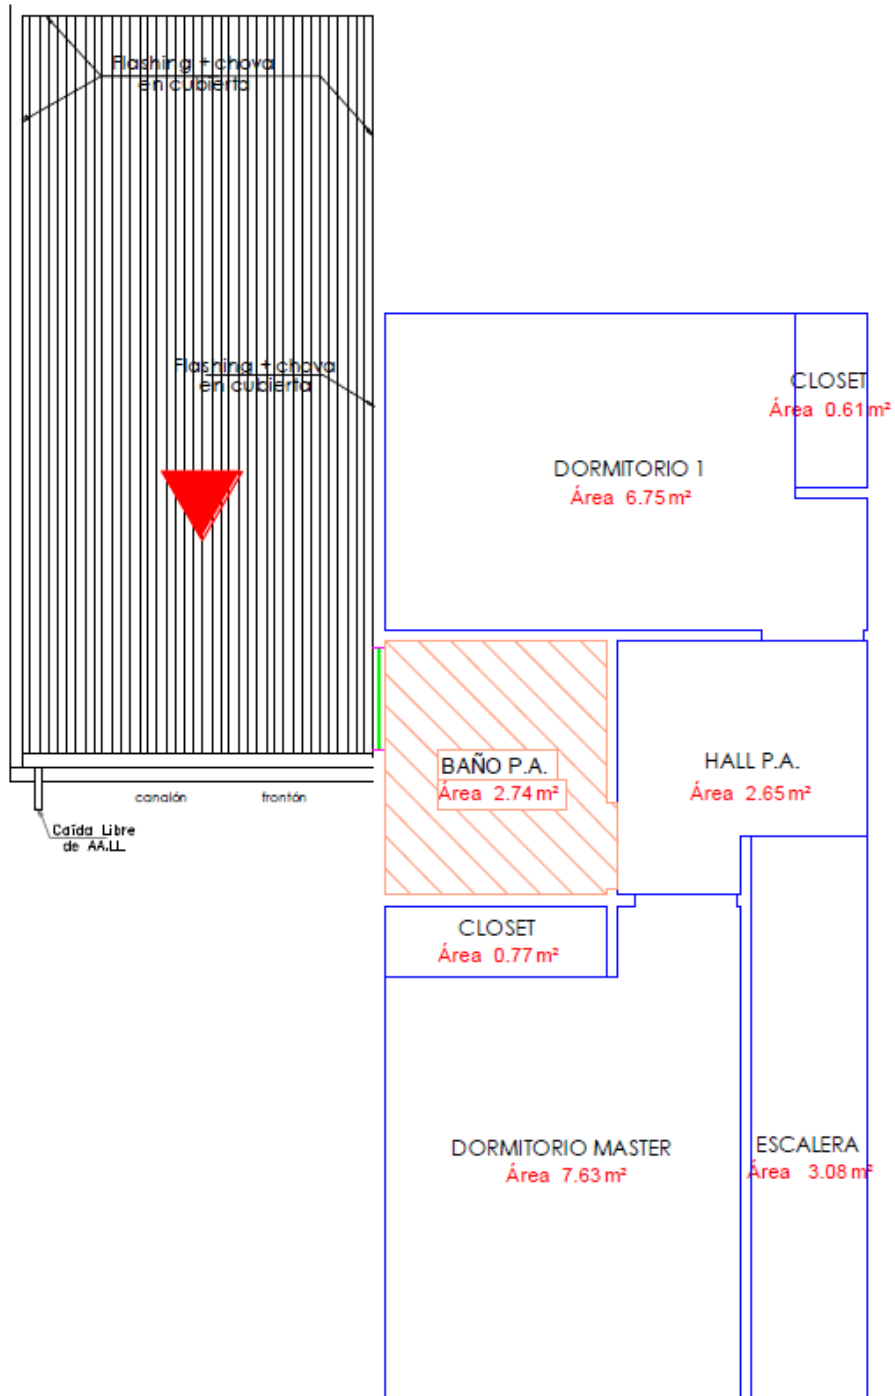 Flashing + chova
en cubierta
Flashing + chova
en cubierta
CLOSET
Área 0.61 m²
DORMITORIO 1
Área 6.75 m²
BAÑO P.A.
Área 2.74 m²
HALL P.A.
Área 2.65 m²
canalón
frontón
Caída Libre
de AA.LL
CLOSET
Área 0.77 m²
DORMITORIO MASTER
Área 7.63 m²
ESCALERA
Área 3.08 m²